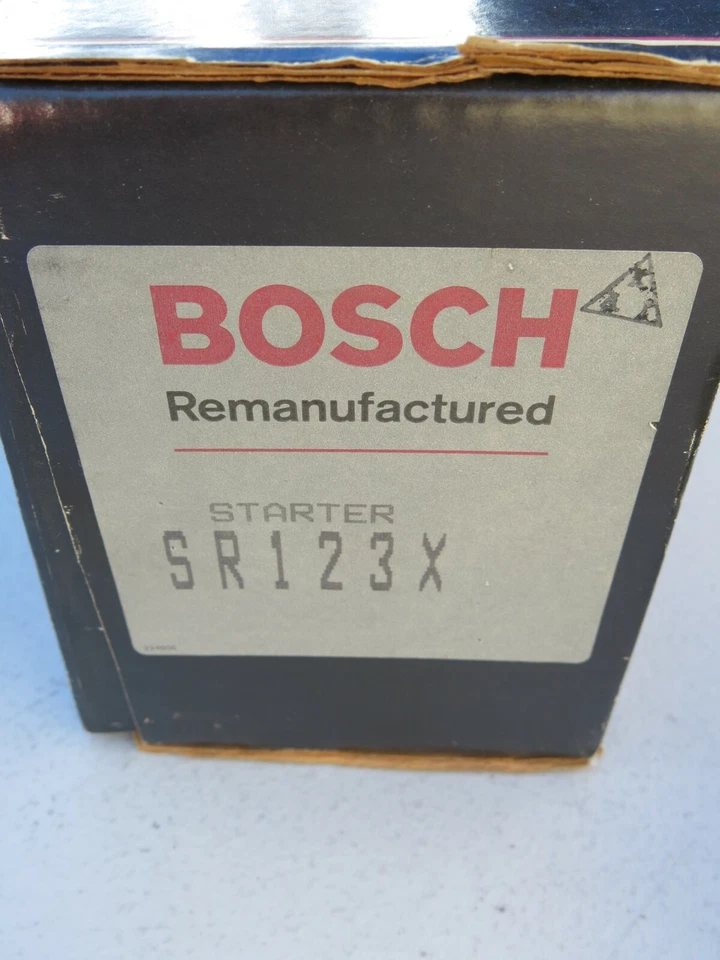 BOSCH
Remanufactured
STARTER
SR123X